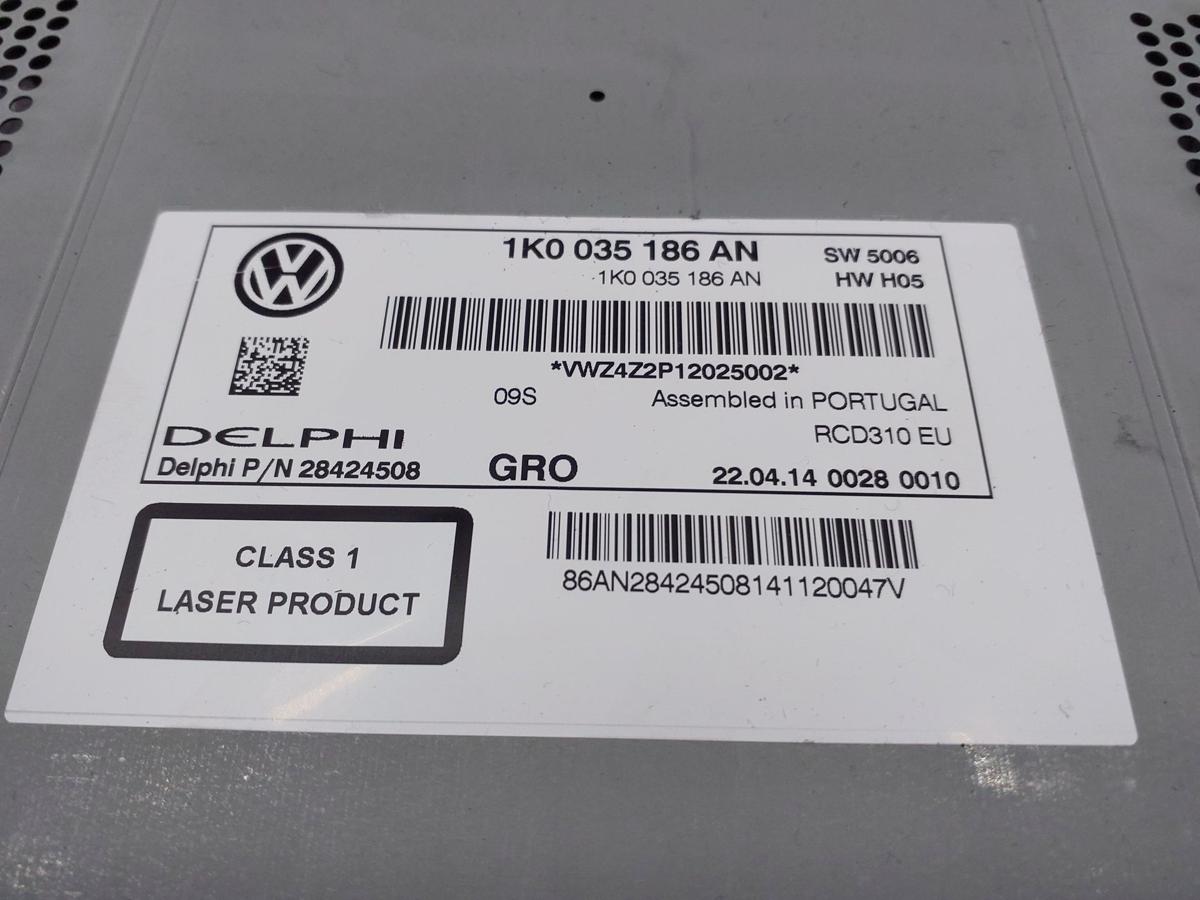 1K0 035 186 AN SW 5006
1K0 035 186 AN HW H05
*VWZ4Z2P12025002*
09S Assembled in PORTUGAL
DELPHI RCD310 EU
Delphi P/N 28424508 GRO 22.04.14 0028 0010
CLASS 1
LASER PRODUCT
86AN28424508141120047V